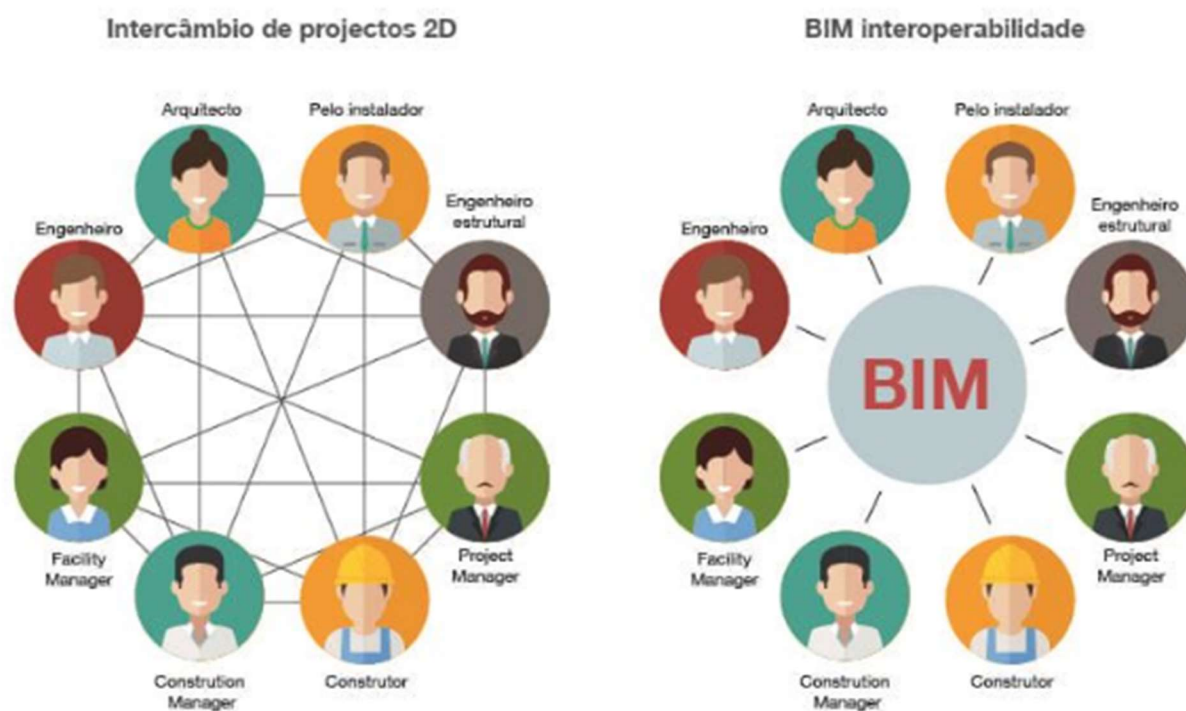 Intercâmbio de projectos 2D
Arquitecto
Pelo instalador
Engenheiro
Engenheiro
estrutural
Facility
Manager
Project
Manager
Constrution
Manager
Construtor
BIM interoperabilidade
Arquitecto
Pelo instalador
Engenheiro
Engenheiro
estrutural
BIM
Facility
Manager
Project
Manager
Constrution
Manager
Construtor